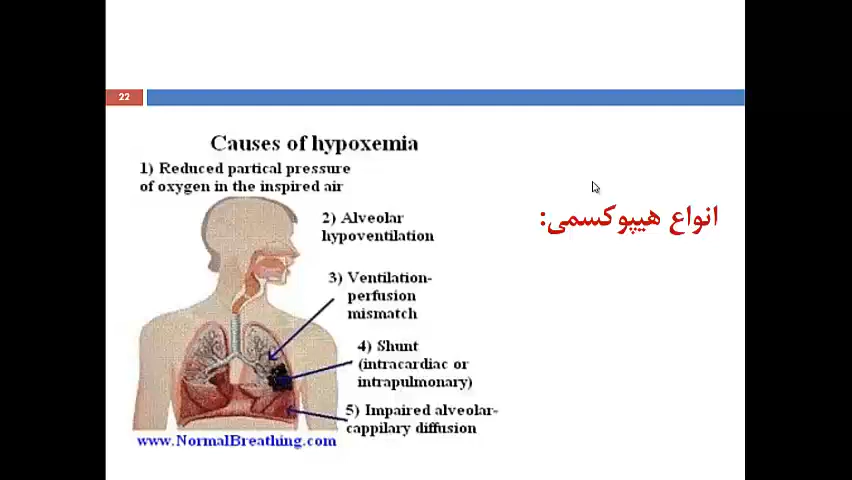 22
Causes of hypoxemia
1) Reduced partical pressure
of oxygen in the inspired air
2) Alveolar
hypoventilation
انواع هیپوکسمی:
3) Ventilation-
perfusion
mismatch
4) Shunt
(intracardiac or
intrapulmonary)
5) Impaired alveolar-
cappilary diffusion
www.NormalBreathing.com